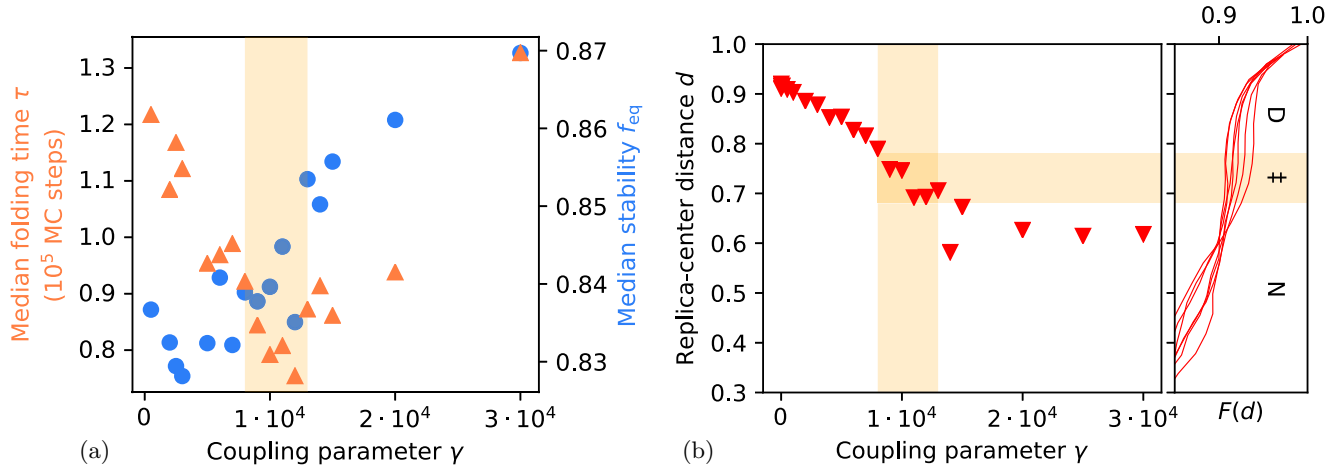 Median folding time τ
(10⁵ MC steps)
1.3
1.2
1.1
1.0
0.9
0.8
0.87
0.86
0.85
0.84
0.83
Median stability f_eq
0
1·10⁴
2·10⁴
3·10⁴
(a)
Coupling parameter γ
Replica-center distance d
1.0
0.9
0.8
0.7
0.6
0.5
0.4
0.3
0
1·10⁴
2·10⁴
3·10⁴
(b)
Coupling parameter γ
0.9
1.0
D
‡
N
F(d)